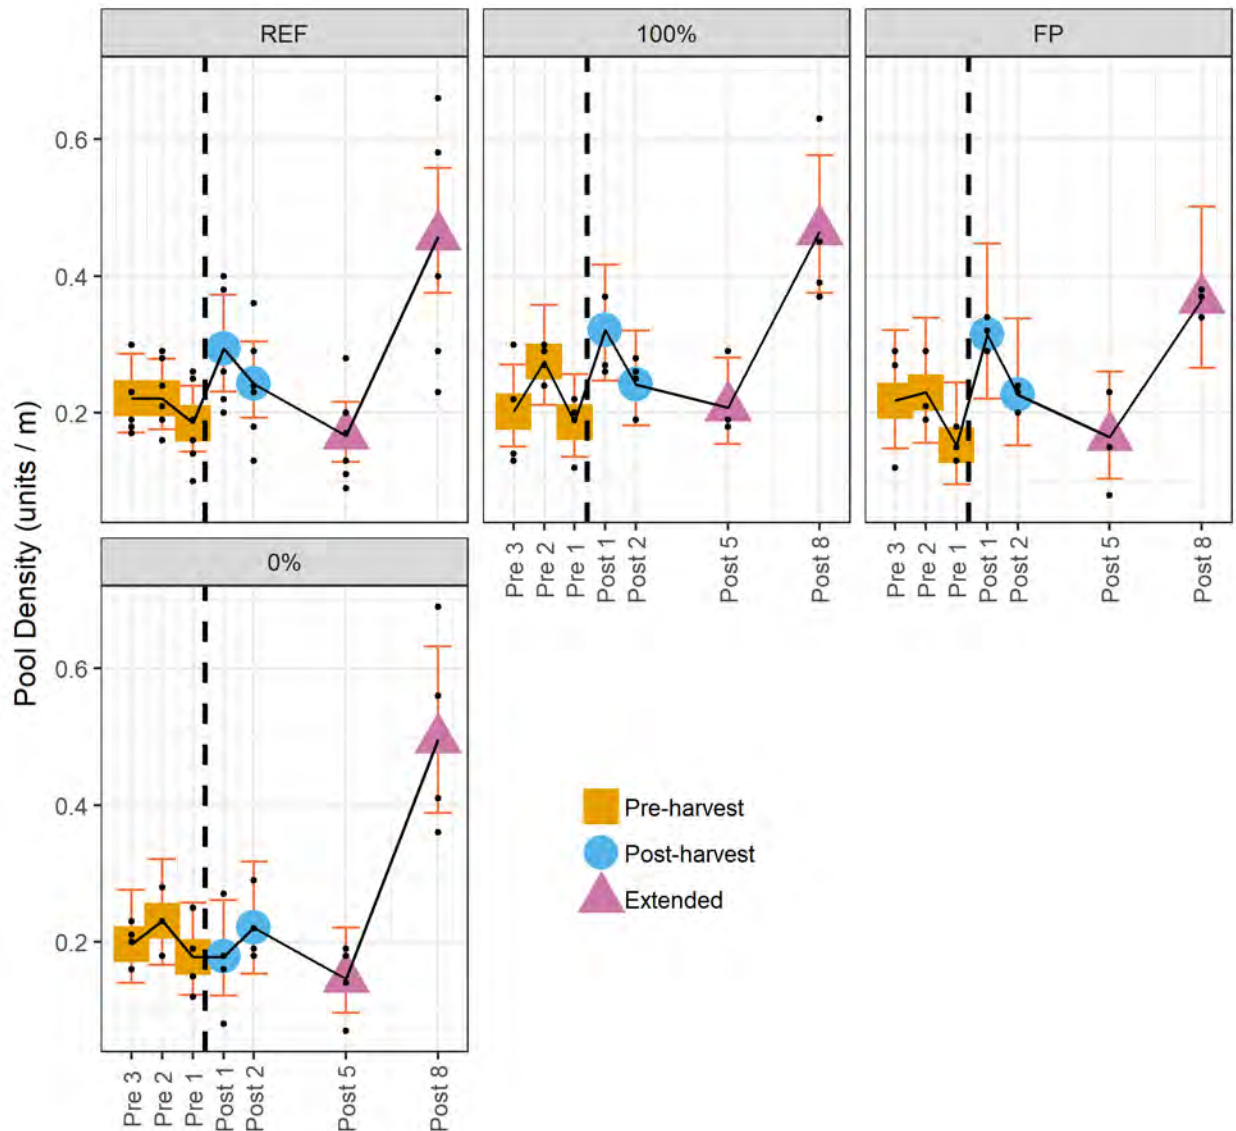 REF
100%
FP
0.6
0.4
0.2
Pool Density (units / m)
Pre 3
Pre 2
Pre 1
Post 1
Post 2
Post 5
Post 8
Pre 3
Pre 2
Pre 1
Post 1
Post 2
Post 5
Post 8
0%
0.6
0.4
0.2
Pre-harvest
Post-harvest
Extended
Pre 3
Pre 2
Pre 1
Post 1
Post 2
Post 5
Post 8